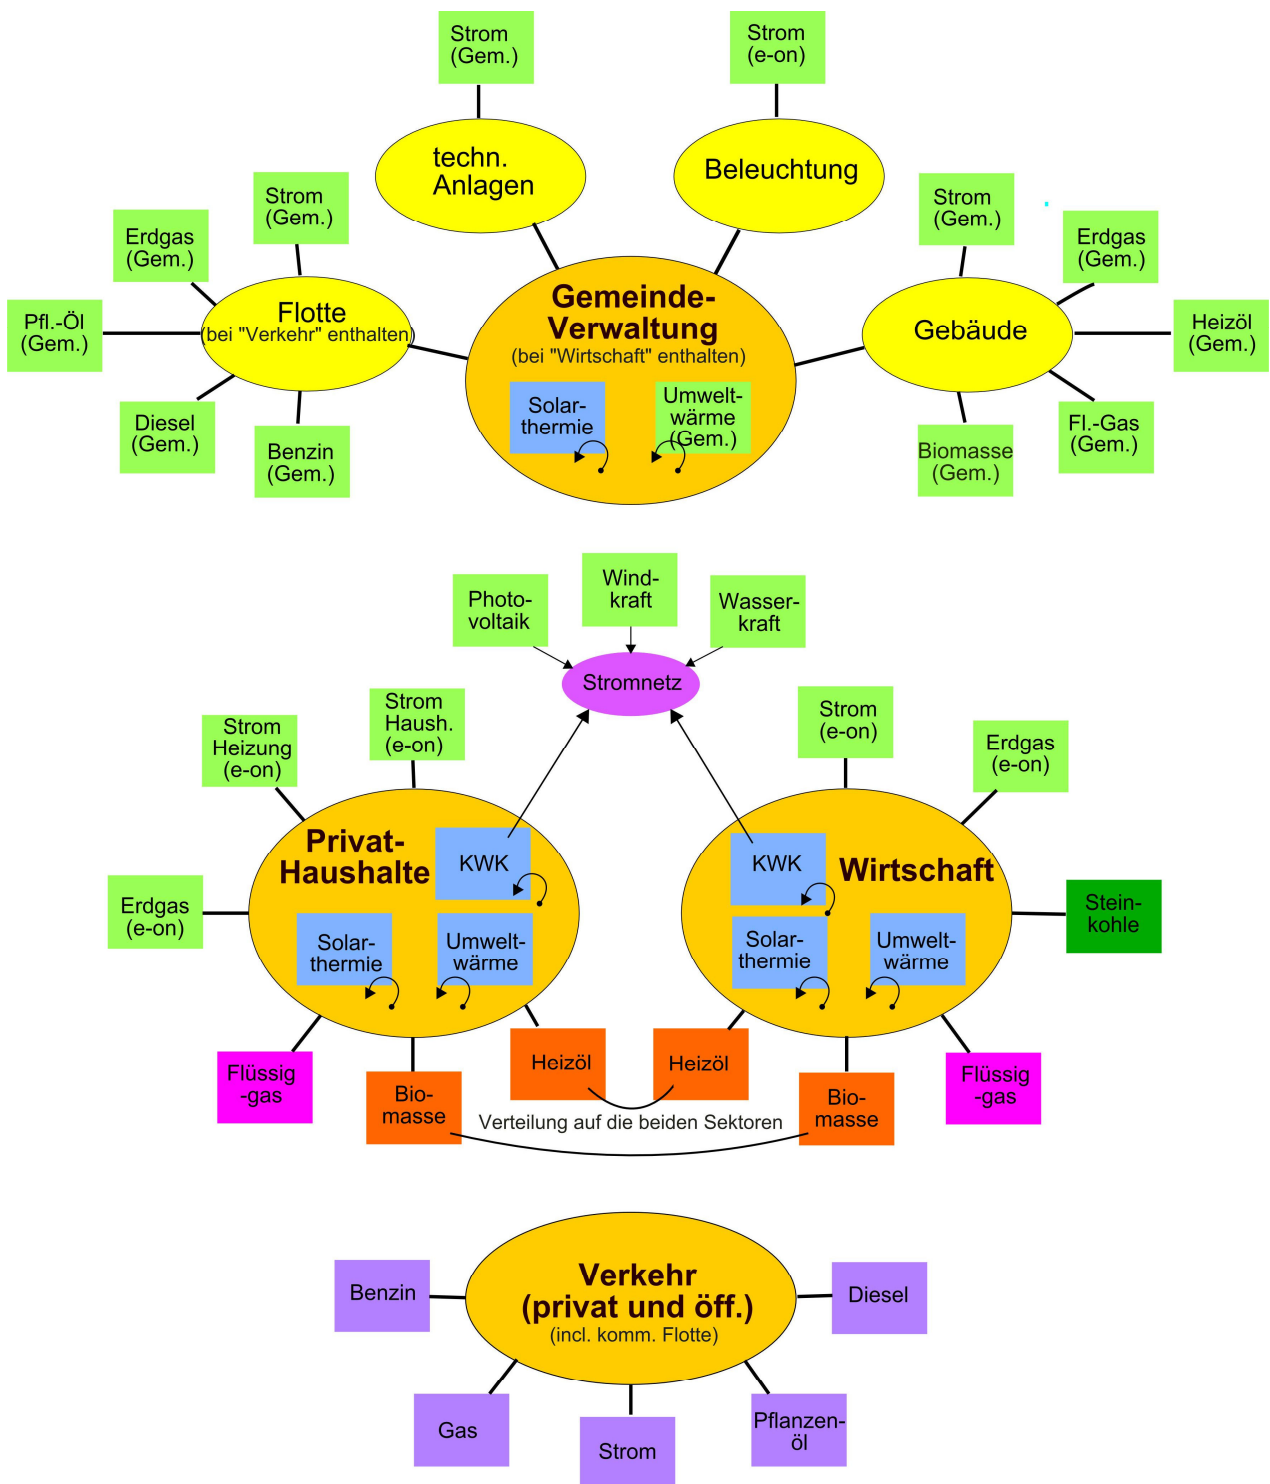 Strom
(Gem.)
Strom
(e-on)
techn.
Anlagen
Beleuchtung
Strom
(Gem.)
Erdgas
(Gem.)
Pfl.-Öl
(Gem.)
Diesel
(Gem.)
Benzin
(Gem.)
Flotte
(bei "Verkehr" enthalten)
Gemeinde-
Verwaltung
(bei "Wirtschaft" enthalten)
Solar-
thermie
Umwelt-
wärme
(Gem.)
Gebäude
Strom
(Gem.)
Erdgas
(Gem.)
Heizöl
(Gem.)
Fl.-Gas
(Gem.)
Biomasse
(Gem.)
Photo-
voltaik
Wind-
kraft
Wasser-
kraft
Stromnetz
Strom
Heizung
(e-on)
Strom
Haush.
(e-on)
Erdgas
(e-on)
Privat-
Haushalte
KWK
Solar-
thermie
Umwelt-
wärme
Flüssig
-gas
Bio-
masse
Heizöl
Strom
(e-on)
Erdgas
(e-on)
KWK
Wirtschaft
Stein-
kohle
Solar-
thermie
Umwelt-
wärme
Heizöl
Bio-
masse
Flüssig
-gas
Verteilung auf die beiden Sektoren
Verkehr
(privat und öff.)
(incl. komm. Flotte)
Benzin
Diesel
Gas
Strom
Pflanzen-
öl